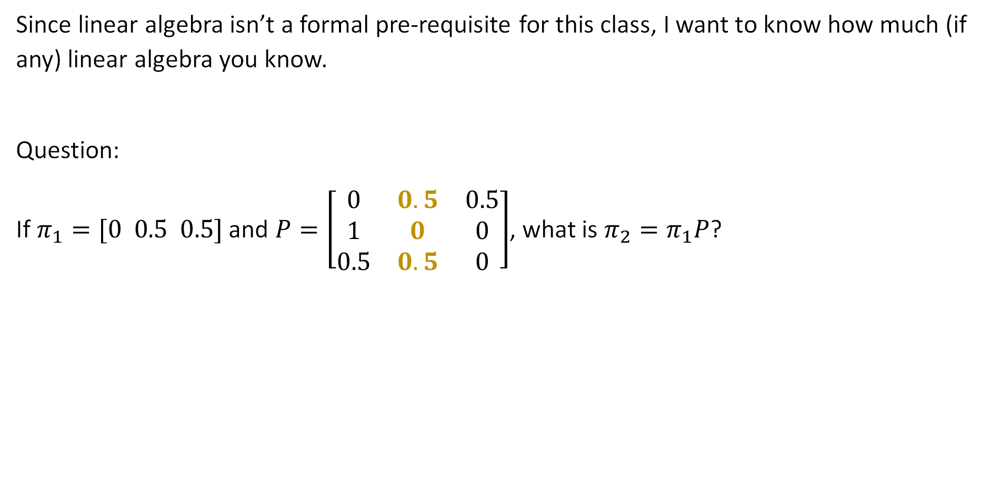 Since linear algebra isn’t a formal pre-requisite for this class, I want to know how much (if
any) linear algebra you know.
Question:
If π₁ = [0 0.5 0.5] and P = [0 0.5 0.5
1 0 0
0.5 0.5 0], what is π₂ = π₁P?